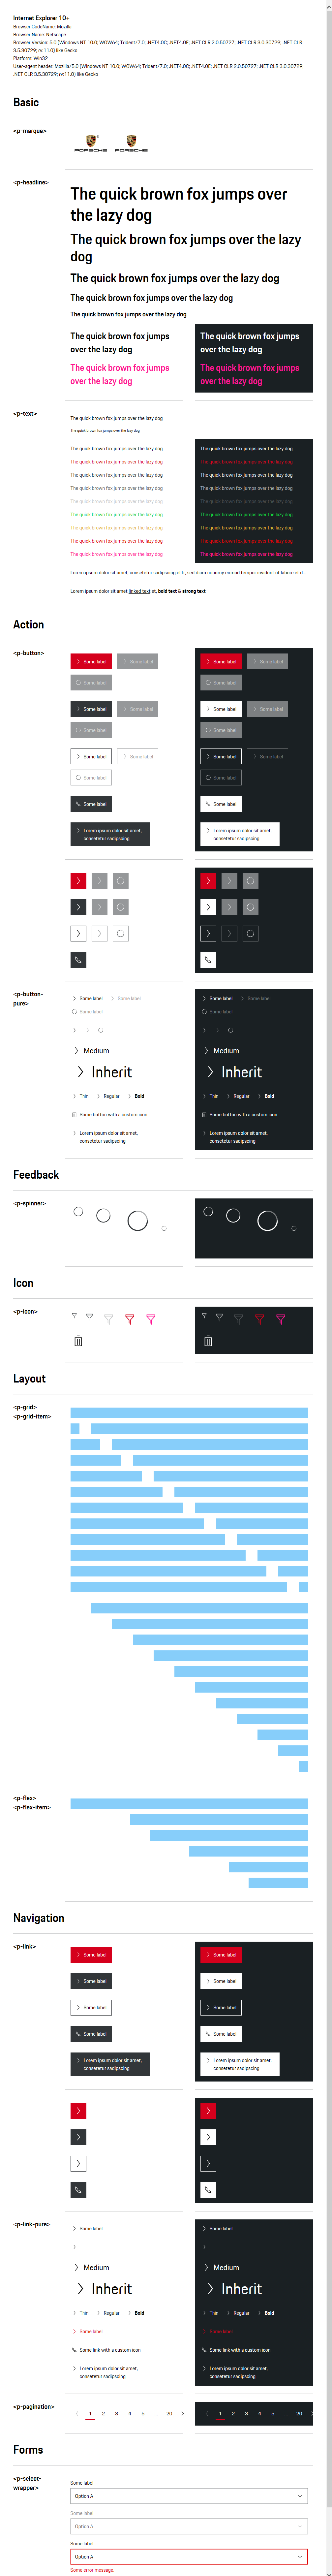 Internet Explorer 10+
Browser CodeName: Mozilla
Browser Name: Netscape
Browser Version: 5.0 (Windows NT 10.0; WOW64; Trident/7.0; .NET4.0C; .NET4.0E; .NET CLR 2.0.50727; .NET CLR 3.0.30729; .NET CLR
3.5.30729; rv:11.0) like Gecko
Platform: Win32
User-agent header: Mozilla/5.0 (Windows NT 10.0; WOW64; Trident/7.0; .NET4.0C; .NET4.0E; .NET CLR 2.0.50727; .NET CLR 3.0.30729;
.NET CLR 3.5.30729; rv:11.0) like Gecko
Basic
<p-marque>
PORSCHE PORSCHE
<p-headline>
The quick brown fox jumps over
the lazy dog
The quick brown fox jumps over the lazy
dog
The quick brown fox jumps over the lazy dog
The quick brown fox jumps over the lazy dog
The quick brown fox jumps over the lazy dog
The quick brown fox jumps
over the lazy dog
The quick brown fox jumps
over the lazy dog
The quick brown fox jumps
over the lazy dog
The quick brown fox jumps
over the lazy dog
<p-text>
The quick brown fox jumps over the lazy dog
The quick brown fox jumps over the lazy dog
The quick brown fox jumps over the lazy dog The quick brown fox jumps over the lazy dog
The quick brown fox jumps over the lazy dog The quick brown fox jumps over the lazy dog
The quick brown fox jumps over the lazy dog The quick brown fox jumps over the lazy dog
The quick brown fox jumps over the lazy dog The quick brown fox jumps over the lazy dog
The quick brown fox jumps over the lazy dog The quick brown fox jumps over the lazy dog
The quick brown fox jumps over the lazy dog The quick brown fox jumps over the lazy dog
The quick brown fox jumps over the lazy dog The quick brown fox jumps over the lazy dog
The quick brown fox jumps over the lazy dog The quick brown fox jumps over the lazy dog
The quick brown fox jumps over the lazy dog The quick brown fox jumps over the lazy dog
Lorem ipsum dolor sit amet, consetetur sadipscing elitr, sed diam nonumy eirmod tempor invidunt ut labore et d...
Lorem ipsum dolor sit amet linked text et, bold text & strong text
Action
<p-button>
Some label Some label Some label Some label
Some label Some label
Some label Some label Some label Some label
Some label Some label
Some label Some label Some label Some label
Some label Some label
Some label Some label
Lorem ipsum dolor sit amet,
consetetur sadipscing
Lorem ipsum dolor sit amet,
consetetur sadipscing
<p-button-
pure>
Some label Some label Some label Some label
Some label Some label
Medium Medium
Inherit Inherit
Thin Regular Bold Thin Regular Bold
Some button with a custom icon Some button with a custom icon
Lorem ipsum dolor sit amet,
consetetur sadipscing
Lorem ipsum dolor sit amet,
consetetur sadipscing
Feedback
<p-spinner>
Icon
<p-icon>
Layout
<p-grid>
<p-grid-item>
<p-flex>
<p-flex-item>
Navigation
<p-link>
Some label Some label
Some label Some label
Some label Some label
Some label Some label
Lorem ipsum dolor sit amet,
consetetur sadipscing
Lorem ipsum dolor sit amet,
consetetur sadipscing
<p-link-pure>
Some label Some label
Medium Medium
Inherit Inherit
Thin Regular Bold Thin Regular Bold
Some label Some label
Some link with a custom icon Some link with a custom icon
Lorem ipsum dolor sit amet,
consetetur sadipscing
Lorem ipsum dolor sit amet,
consetetur sadipscing
<p-pagination>
1 2 3 4 5 ... 20 1 2 3 4 5 ... 20
Forms
<p-select-
wrapper>
Some label
Option A
Some label
Option A
Some label
Option A
Some error message.